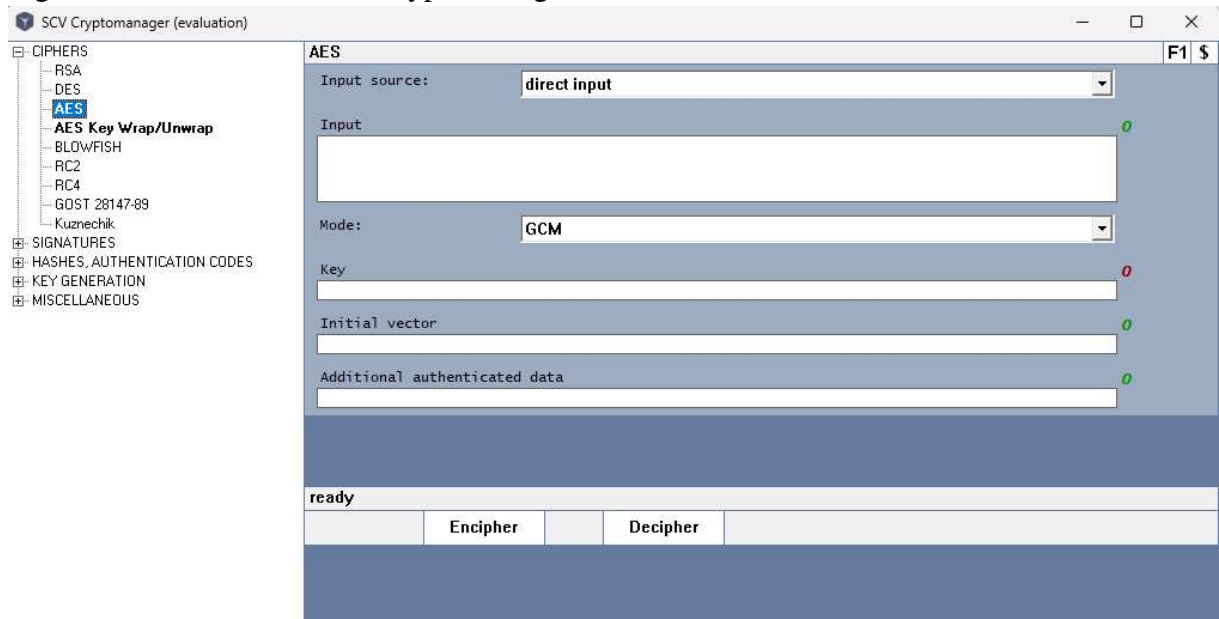 SCV Cryptomanager (evaluation)
CIPHERS
RSA
DES
AES
AES Key Wrap/Unwrap
BLOWFISH
RC2
RC4
GOST 28147-89
Kuznechik
SIGNATURES
HASHES, AUTHENTICATION CODES
KEY GENERATION
MISCELLANEOUS
AES F1 $
Input source: direct input
Input 0
Mode: GCM
Key 0
Initial vector 0
Additional authenticated data 0
ready
Encipher Decipher